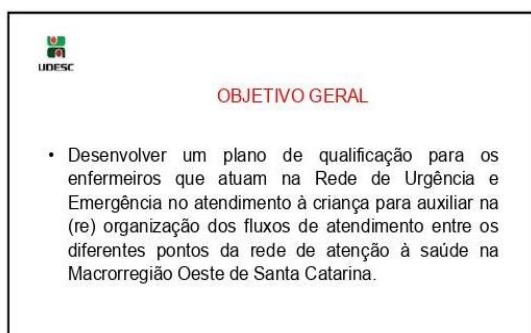 UDESC
OBJETIVO GERAL
• Desenvolver um plano de qualificação para os
enfermeiros que atuam na Rede de Urgência e
Emergência no atendimento à criança para auxiliar na
(re) organização dos fluxos de atendimento entre os
diferentes pontos da rede de atenção à saúde na
Macrorregião Oeste de Santa Catarina.